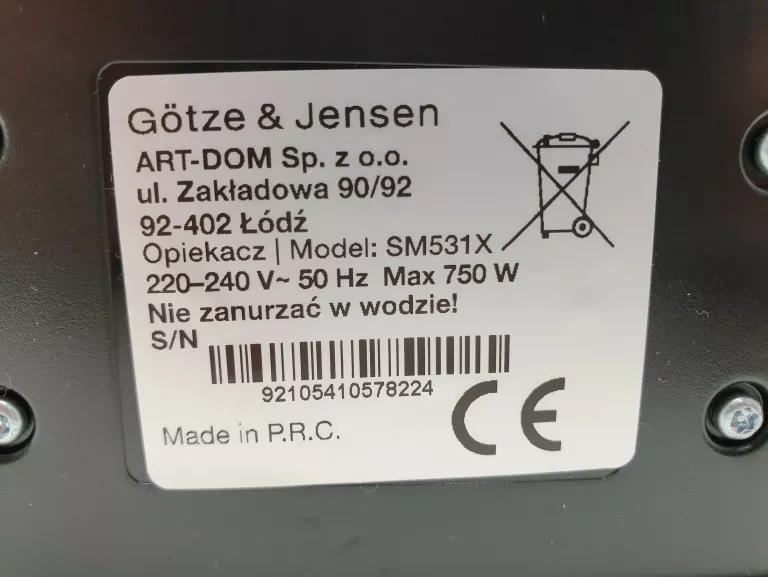 Götze & Jensen
ART-DOM Sp. z o.o.
ul. Zakładowa 90/92
92-402 Łódź
Opiekacz | Model: SM531X
220–240 V~ 50 Hz Max 750 W
Nie zanurzać w wodzie!
S/N
92105410578224
Made in P.R.C.
CE